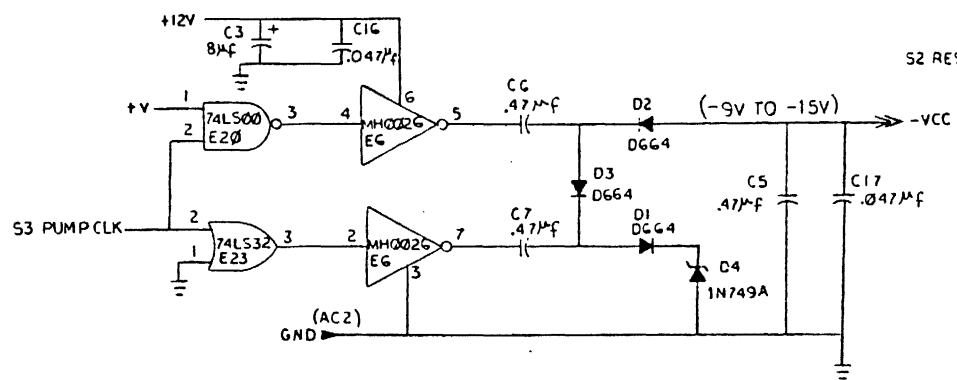 +12V
C3
+
8µf
C16
.047µf
S2 RES
+V
1
2
74LS00
E20
3
4
MH0026
E6
6
5
C6
.47µf
D2
D664
(-9V TO -15V)
-VCC
D3
D664
C5
.47µf
C17
.047µf
S3 PUMP CLK
2
1
74LS32
E23
3
2
MH0026
E6
3
7
C7
.47µf
D1
D664
D4
1N749A
GND
(AC2)